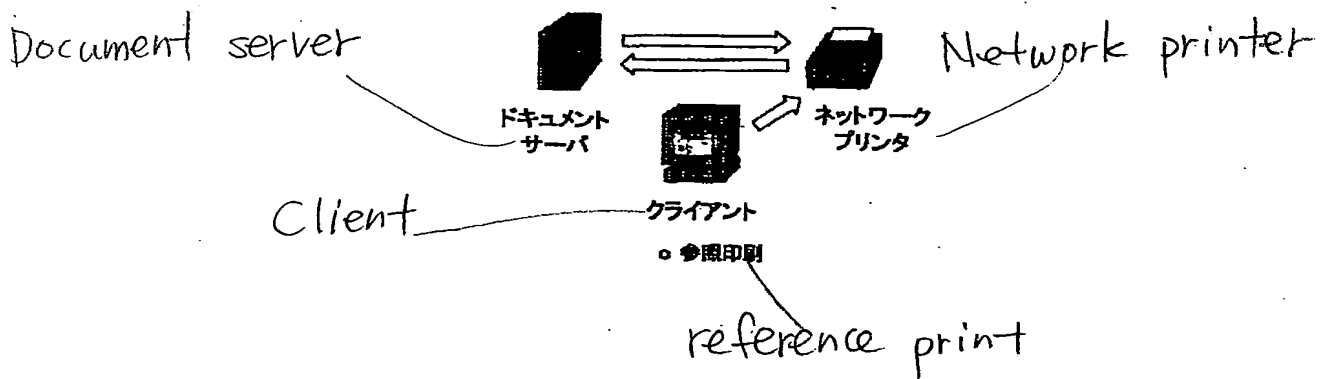 Document server
Network printer
ドキュメント
サーバ
ネットワーク
プリンタ
Client
クライアント
o 参照印刷
reference print